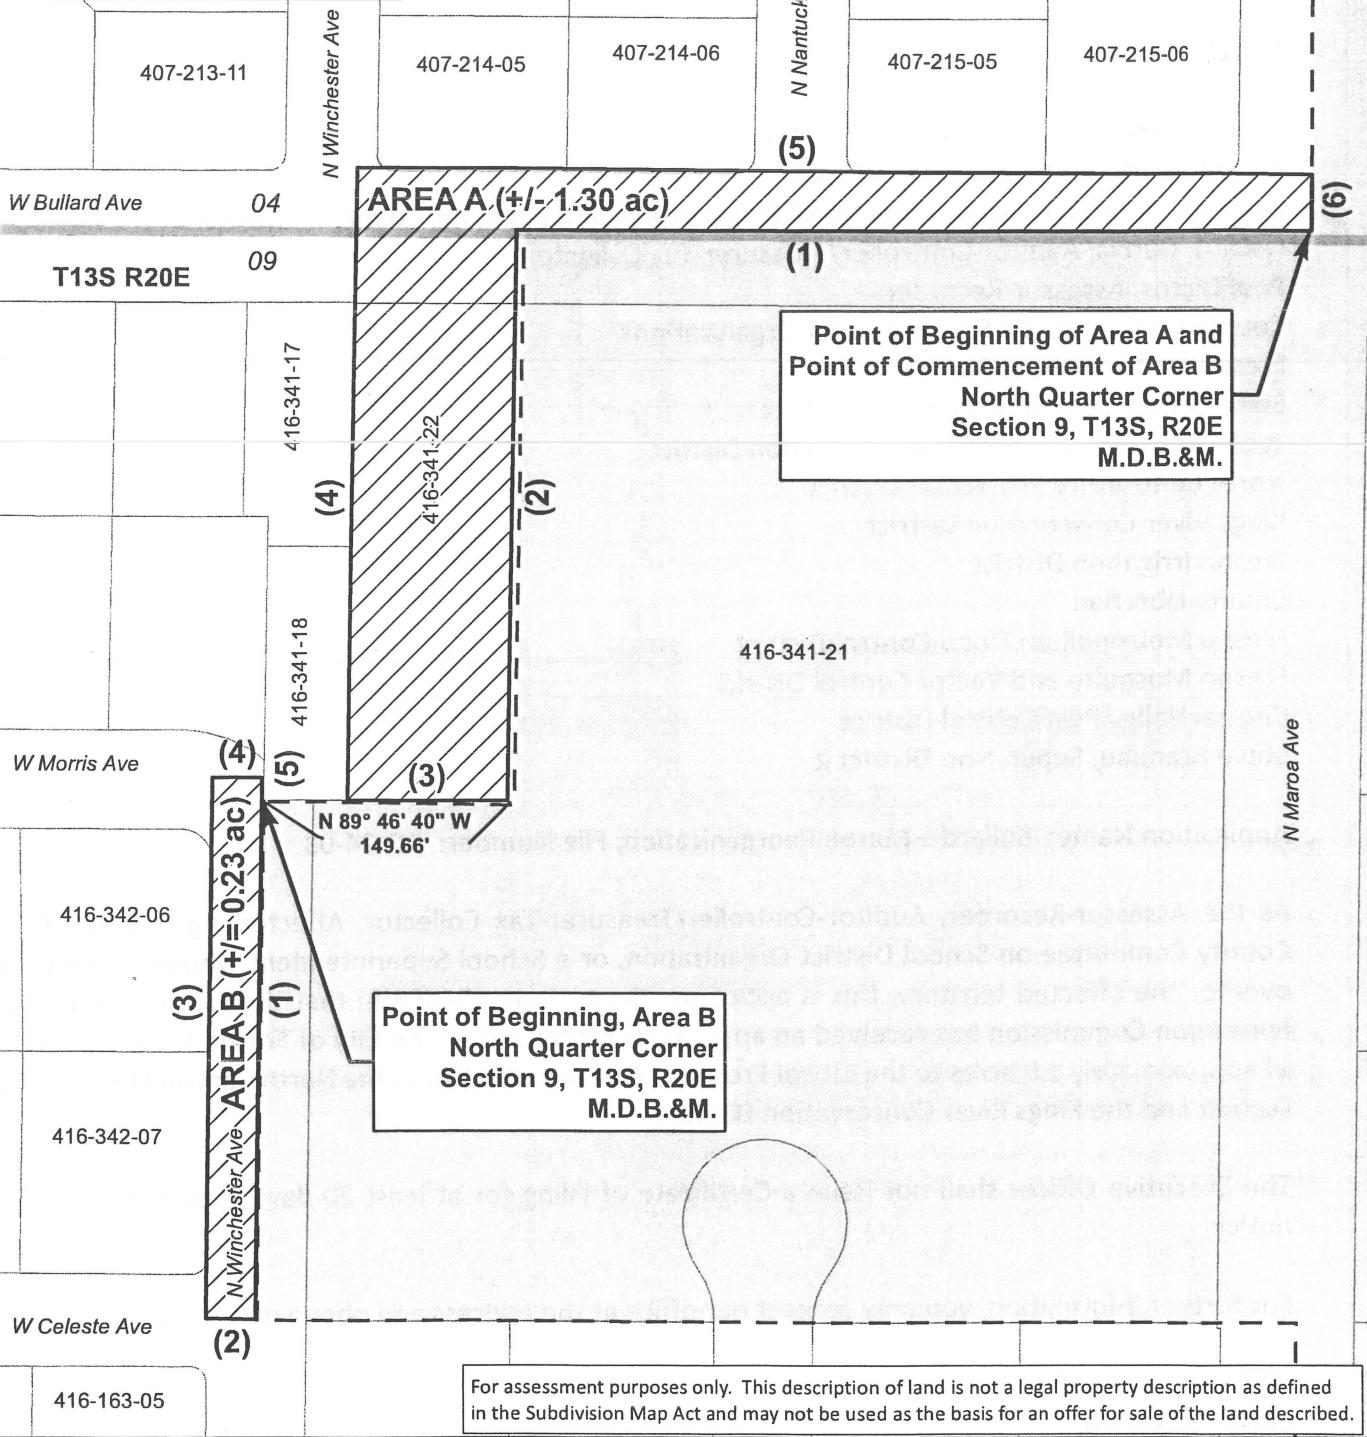 407-213-11
N Winchester Ave
407-214-05
407-214-06
N Nantuck
407-215-05
407-215-06
(5)
W Bullard Ave
04
AREA A (+/- 1.30 ac)
(6)
T13S R20E
09
(1)
Point of Beginning of Area A and
Point of Commencement of Area B
North Quarter Corner
Section 9, T13S, R20E
M.D.B.&M.
416-341-17
416-341-22
(4)
(2)
416-341-18
416-341-21
W Morris Ave
(4)
(5)
(3)
N Maroa Ave
N 89° 46' 40" W
149.66'
416-342-06
AREA B (+/= 0.23 ac)
(3)
(1)
Point of Beginning, Area B
North Quarter Corner
Section 9, T13S, R20E
M.D.B.&M.
416-342-07
N Winchester Ave
W Celeste Ave
(2)
416-163-05
For assessment purposes only. This description of land is not a legal property description as defined
in the Subdivision Map Act and may not be used as the basis for an offer for sale of the land described.